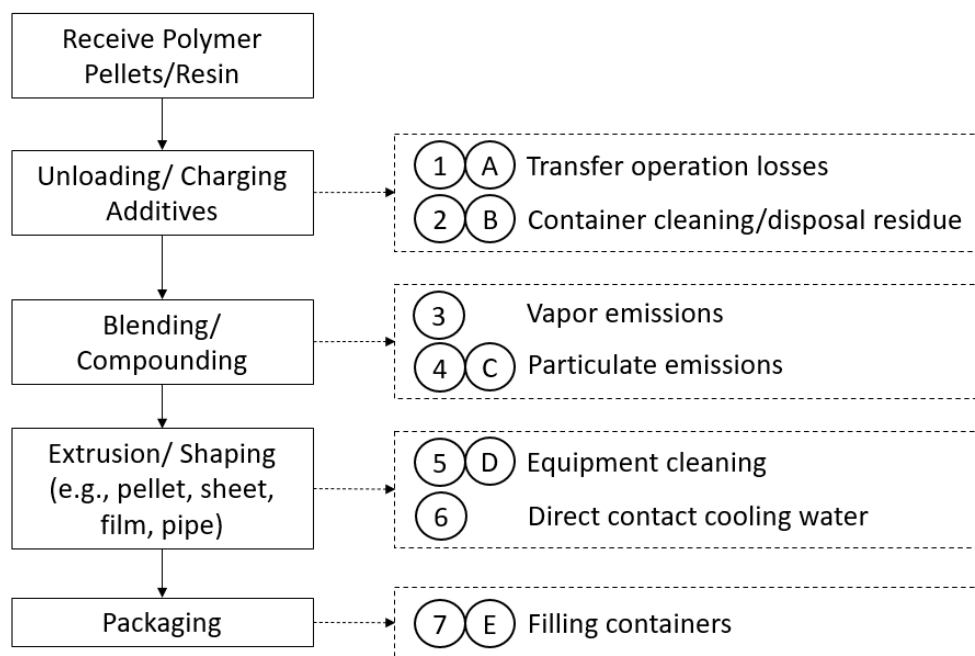 Receive Polymer
Pellets/Resin
Unloading/ Charging
Additives
1 A Transfer operation losses
2 B Container cleaning/disposal residue
Blending/
Compounding
3 Vapor emissions
4 C Particulate emissions
Extrusion/ Shaping
(e.g., pellet, sheet,
film, pipe)
5 D Equipment cleaning
6 Direct contact cooling water
Packaging
7 E Filling containers